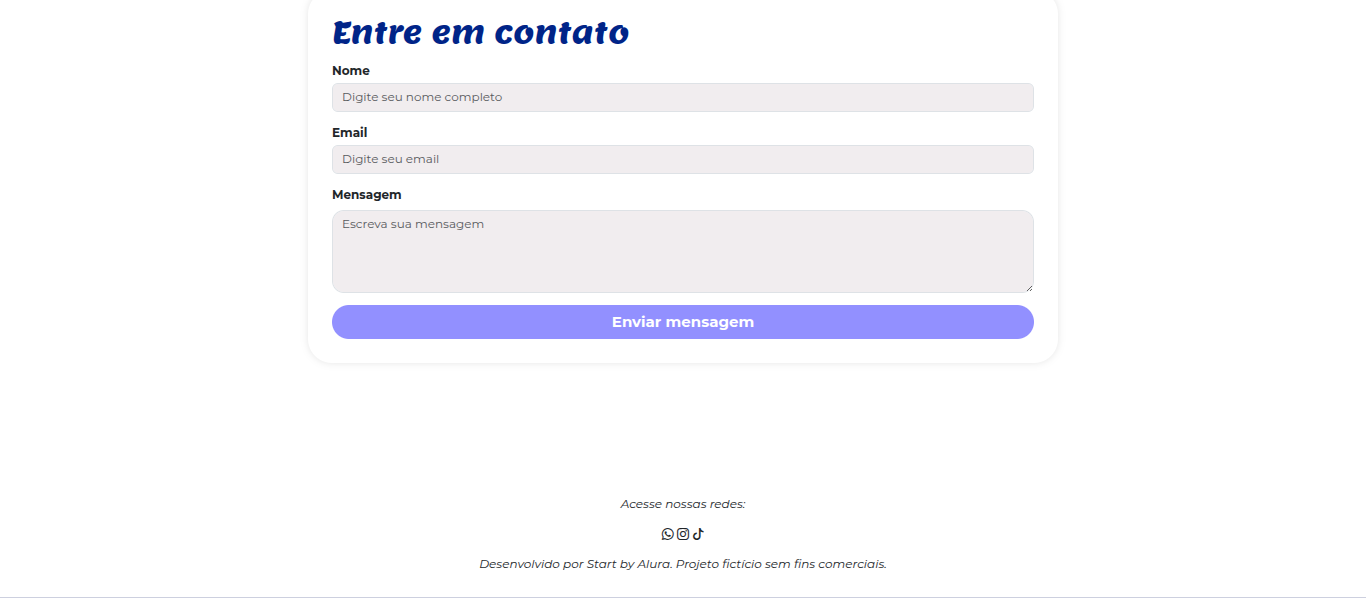 Entre em contato
Nome
Digite seu nome completo
Email
Digite seu email
Mensagem
Escreva sua mensagem
Enviar mensagem
Acesse nossas redes:
Desenvolvido por Start by Alura. Projeto fictício sem fins comerciais.